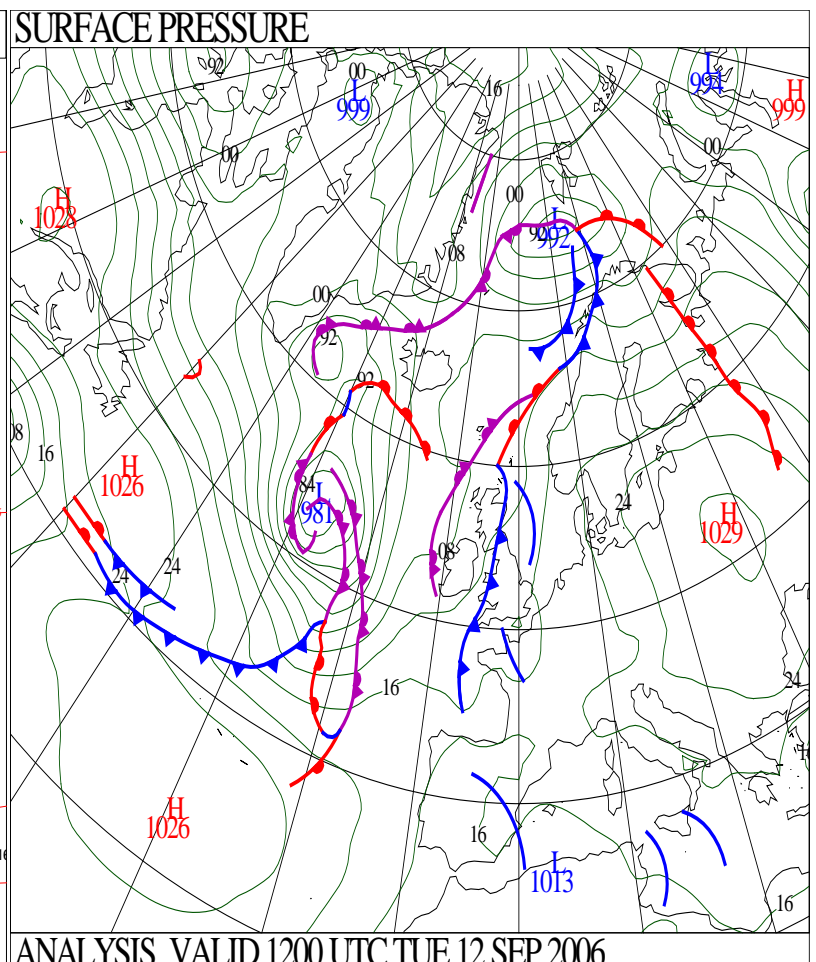 SURFACE PRESSURE
92
00
L
999
16
L
994
H
999
00
00
H
1028
00
L
992
08
00
92
92
08
16
H
1026
84
L
981
24
H
1029
08
24
24
16
24
H
1026
16
L
1013
16
ANALYSIS VALID 1200 UTC TUE 12 SEP 2006